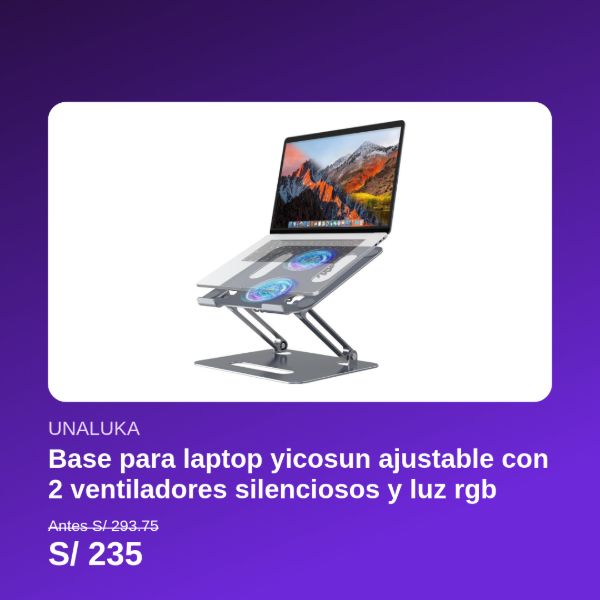 UNALUKA
Base para laptop yicosun ajustable con
2 ventiladores silenciosos y luz rgb
Antes S/ 293.75
S/ 235